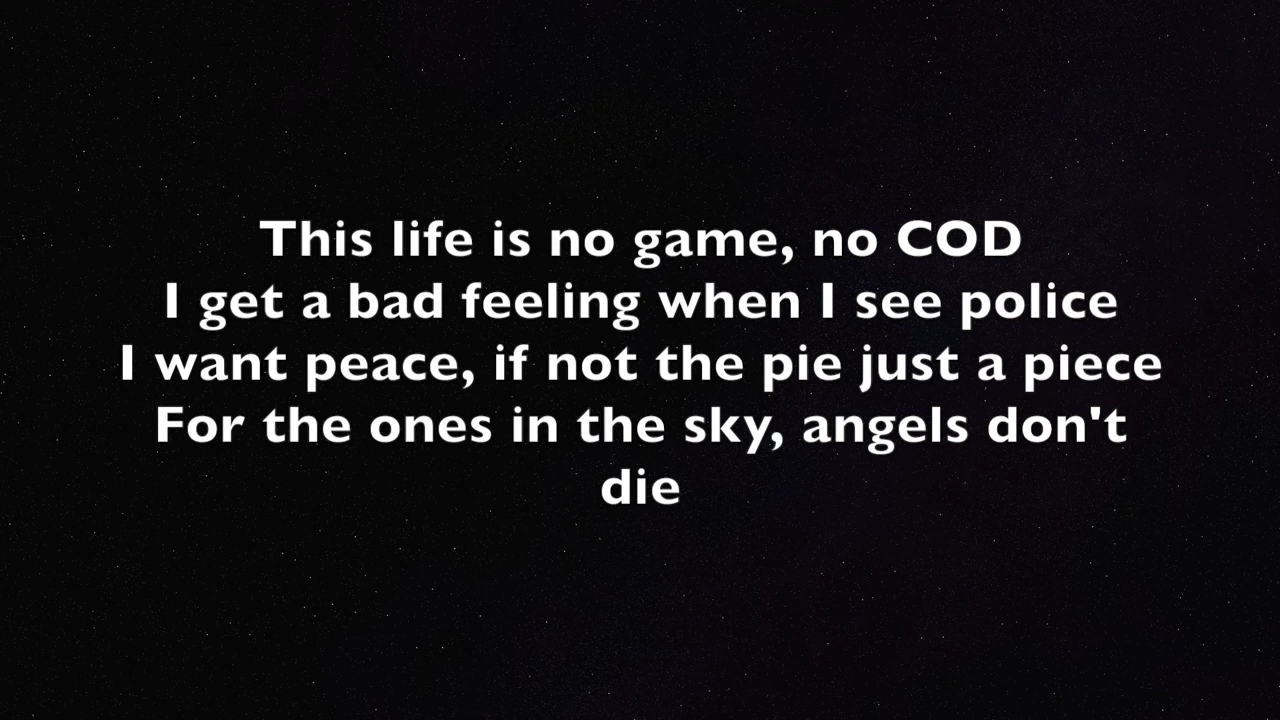 This life is no game, no COD
I get a bad feeling when I see police
I want peace, if not the pie just a piece
For the ones in the sky, angels don't
die